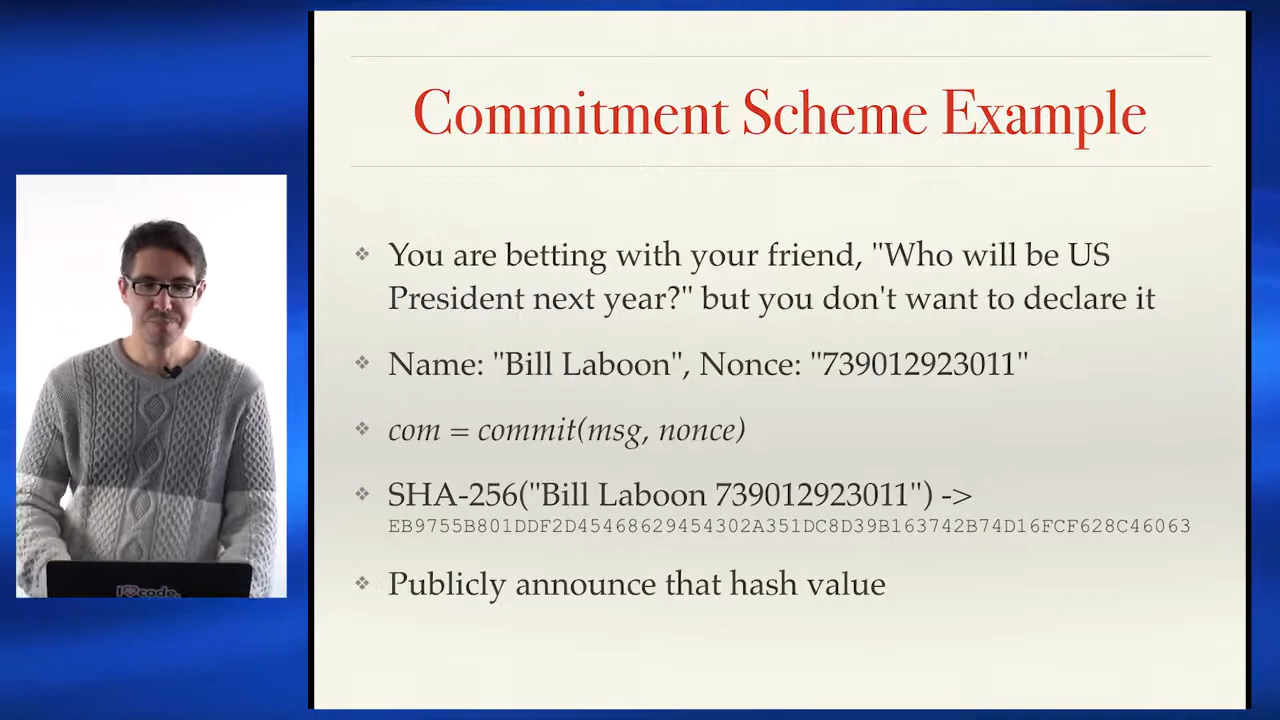 Commitment Scheme Example
You are betting with your friend, "Who will be US
President next year?" but you don't want to declare it
Name: "Bill Laboon", Nonce: "739012923011"
com = commit(msg, nonce)
SHA-256("Bill Laboon 739012923011") ->
EB9755B801DDF2D45468629454302A351DC8D39B163742B74D16FCF628C46063
Publicly announce that hash value
I ♥ code.